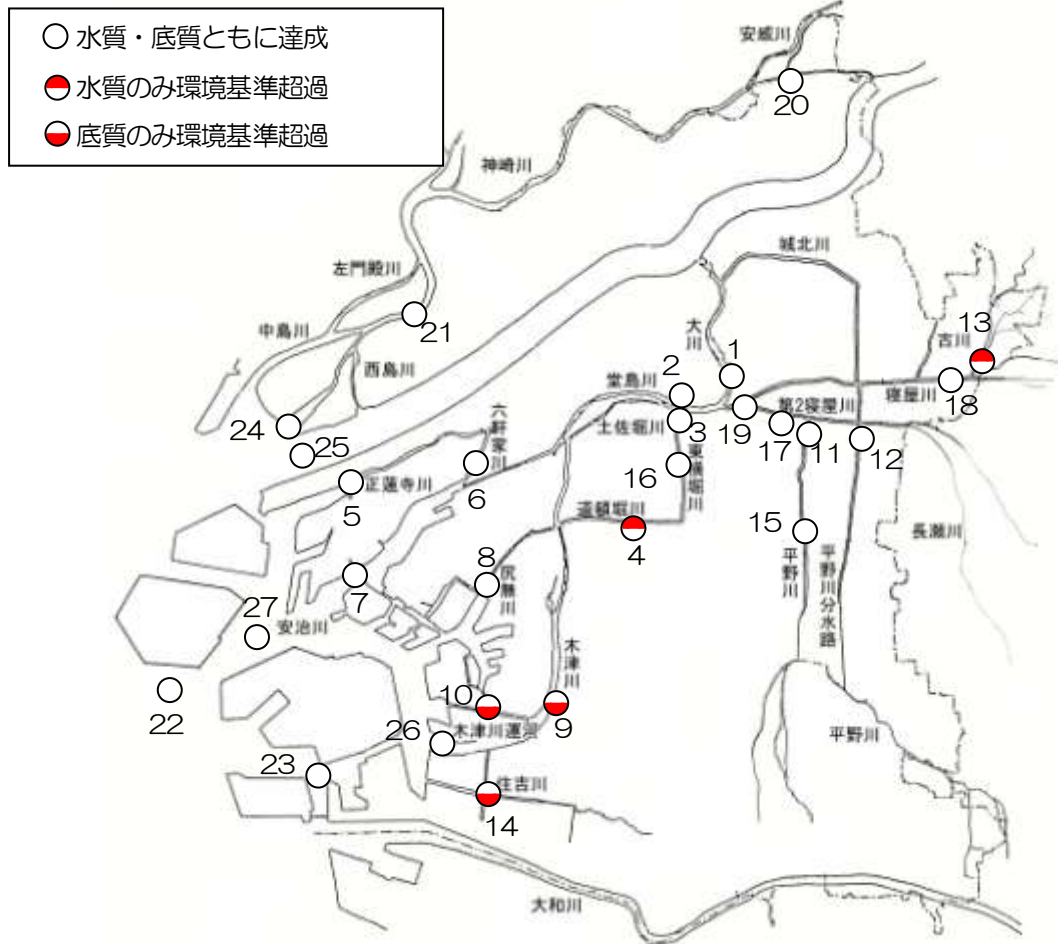 水質・底質ともに達成
水質のみ環境基準超過
底質のみ環境基準超過
安威川
20
神崎川
左門殿川
中島川
21
西島川
城北川
大川
古川
13
1
2
堂島川
土佐堀川
3
19
第2寝屋川
17
11
12
寝屋川
18
六軒家川
24
25
正蓮寺川
5
6
16
東横堀川
道頓堀川
4
15
平野川
平野川分水路
長瀬川
8
尻無川
7
27
安治川
22
木津川
10
9
木津川運河
26
23
住吉川
14
平野川
大和川